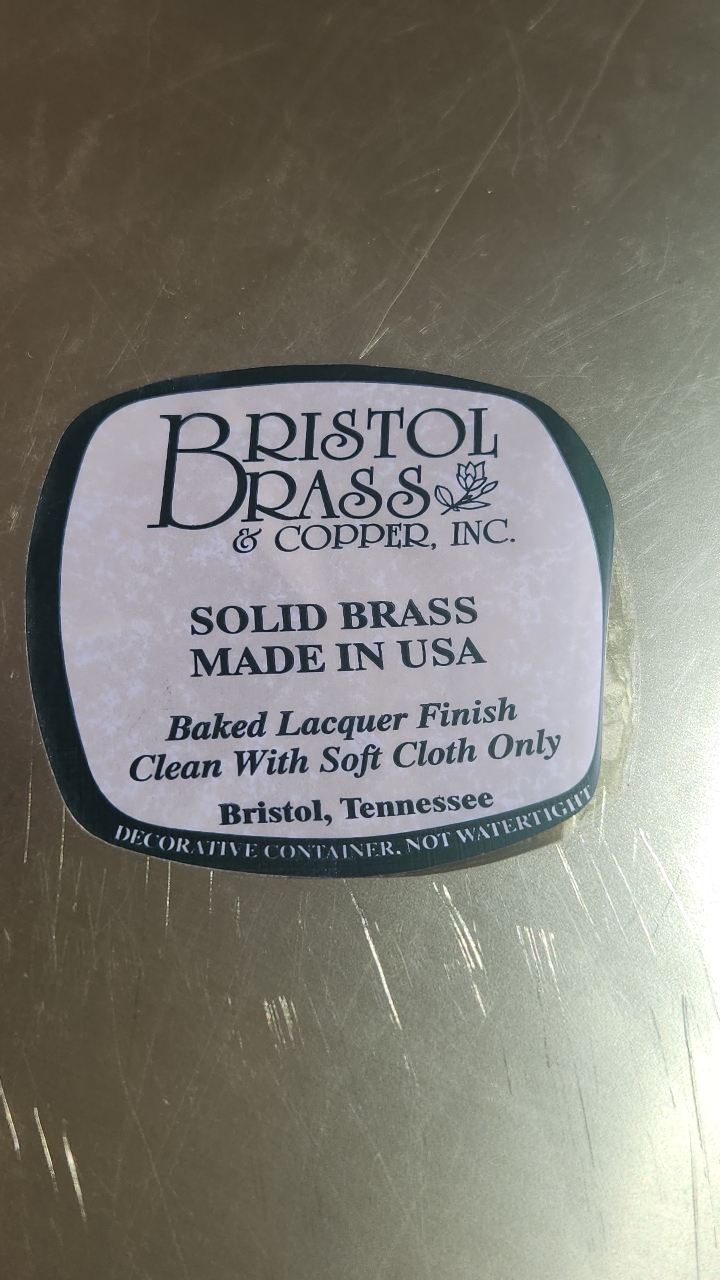 BRISTOL
BRASS
& COPPER, INC.
SOLID BRASS
MADE IN USA
Baked Lacquer Finish
Clean With Soft Cloth Only
Bristol, Tennessee
DECORATIVE CONTAINER, NOT WATERTIGHT